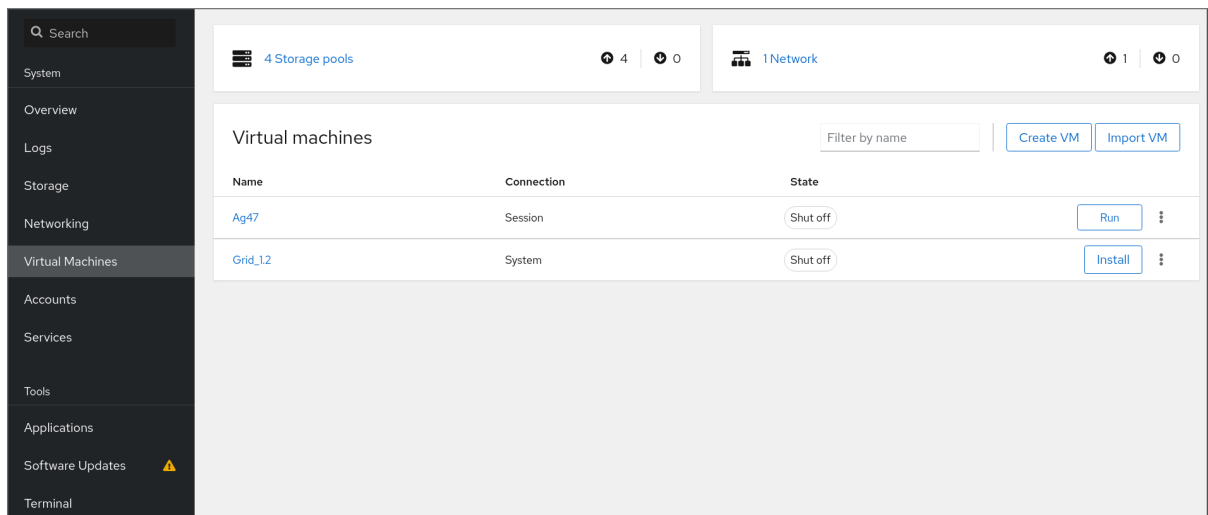 Search
System
Overview
Logs
Storage
Networking
Virtual Machines
Accounts
Services
Tools
Applications
Software Updates
Terminal
4 Storage pools 4 0
1 Network 1 0
Virtual machines Filter by name Create VM Import VM
Name Connection State
Ag47 Session Shut off Run
Grid_1.2 System Shut off Install